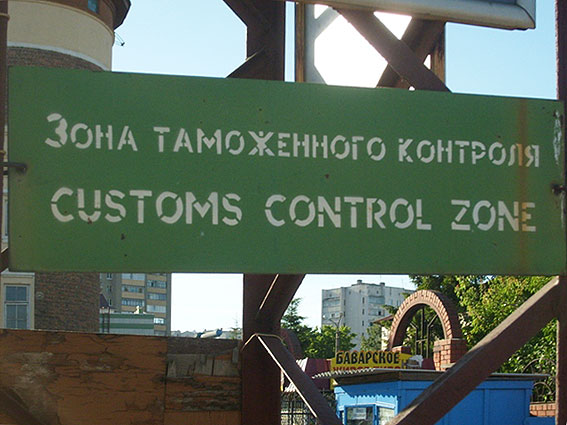 Зона таможенного контроля
CUSTOMS CONTROL ZONE
БАВАРСКОЕ